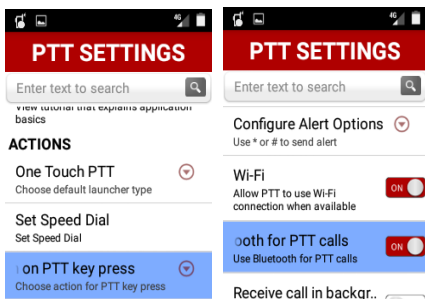 4G
PTT SETTINGS
Enter text to search
View tutorial that explains application
basics
ACTIONS
One Touch PTT
Choose default launcher type
Set Speed Dial
Set Speed Dial
on PTT key press
Choose action for PTT key press
4G
PTT SETTINGS
Enter text to search
Configure Alert Options
Use * or # to send alert
Wi-Fi
Allow PTT to use Wi-Fi
connection when available
ON
ooth for PTT calls
Use Bluetooth for PTT calls
ON
Receive call in backgr..